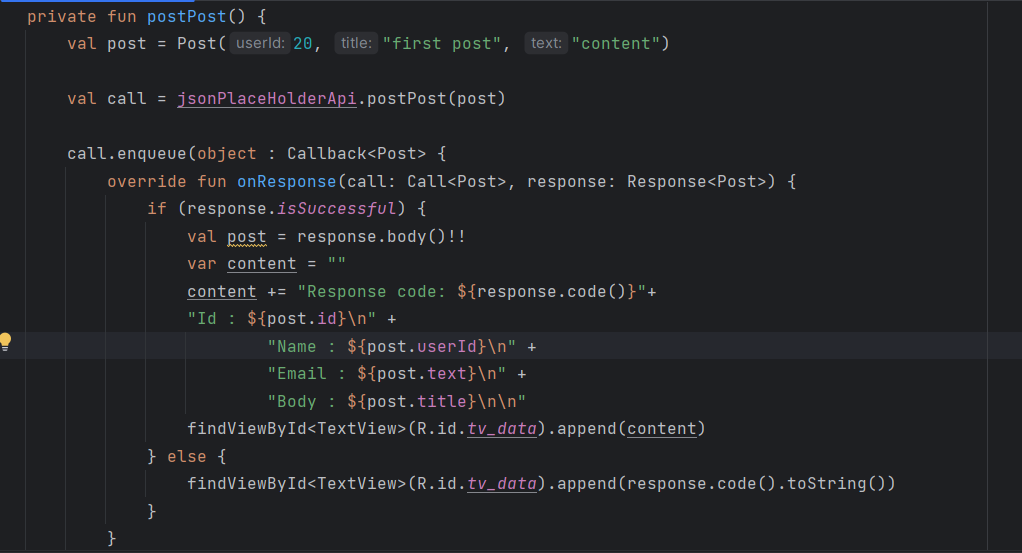 private fun postPost() {
    val post = Post( userId: 20, title: "first post", text: "content")

    val call = jsonPlaceHolderApi.postPost(post)

    call.enqueue(object : Callback<Post> {
        override fun onResponse(call: Call<Post>, response: Response<Post>) {
            if (response.isSuccessful) {
                val post = response.body()!!
                var content = ""
                content += "Response code: ${response.code()}"+
                "Id : ${post.id}\n" +
                        "Name : ${post.userId}\n" +
                        "Email : ${post.text}\n" +
                        "Body : ${post.title}\n\n"
                findViewById<TextView>(R.id.tv_data).append(content)
            } else {
                findViewById<TextView>(R.id.tv_data).append(response.code().toString())
            }
        }